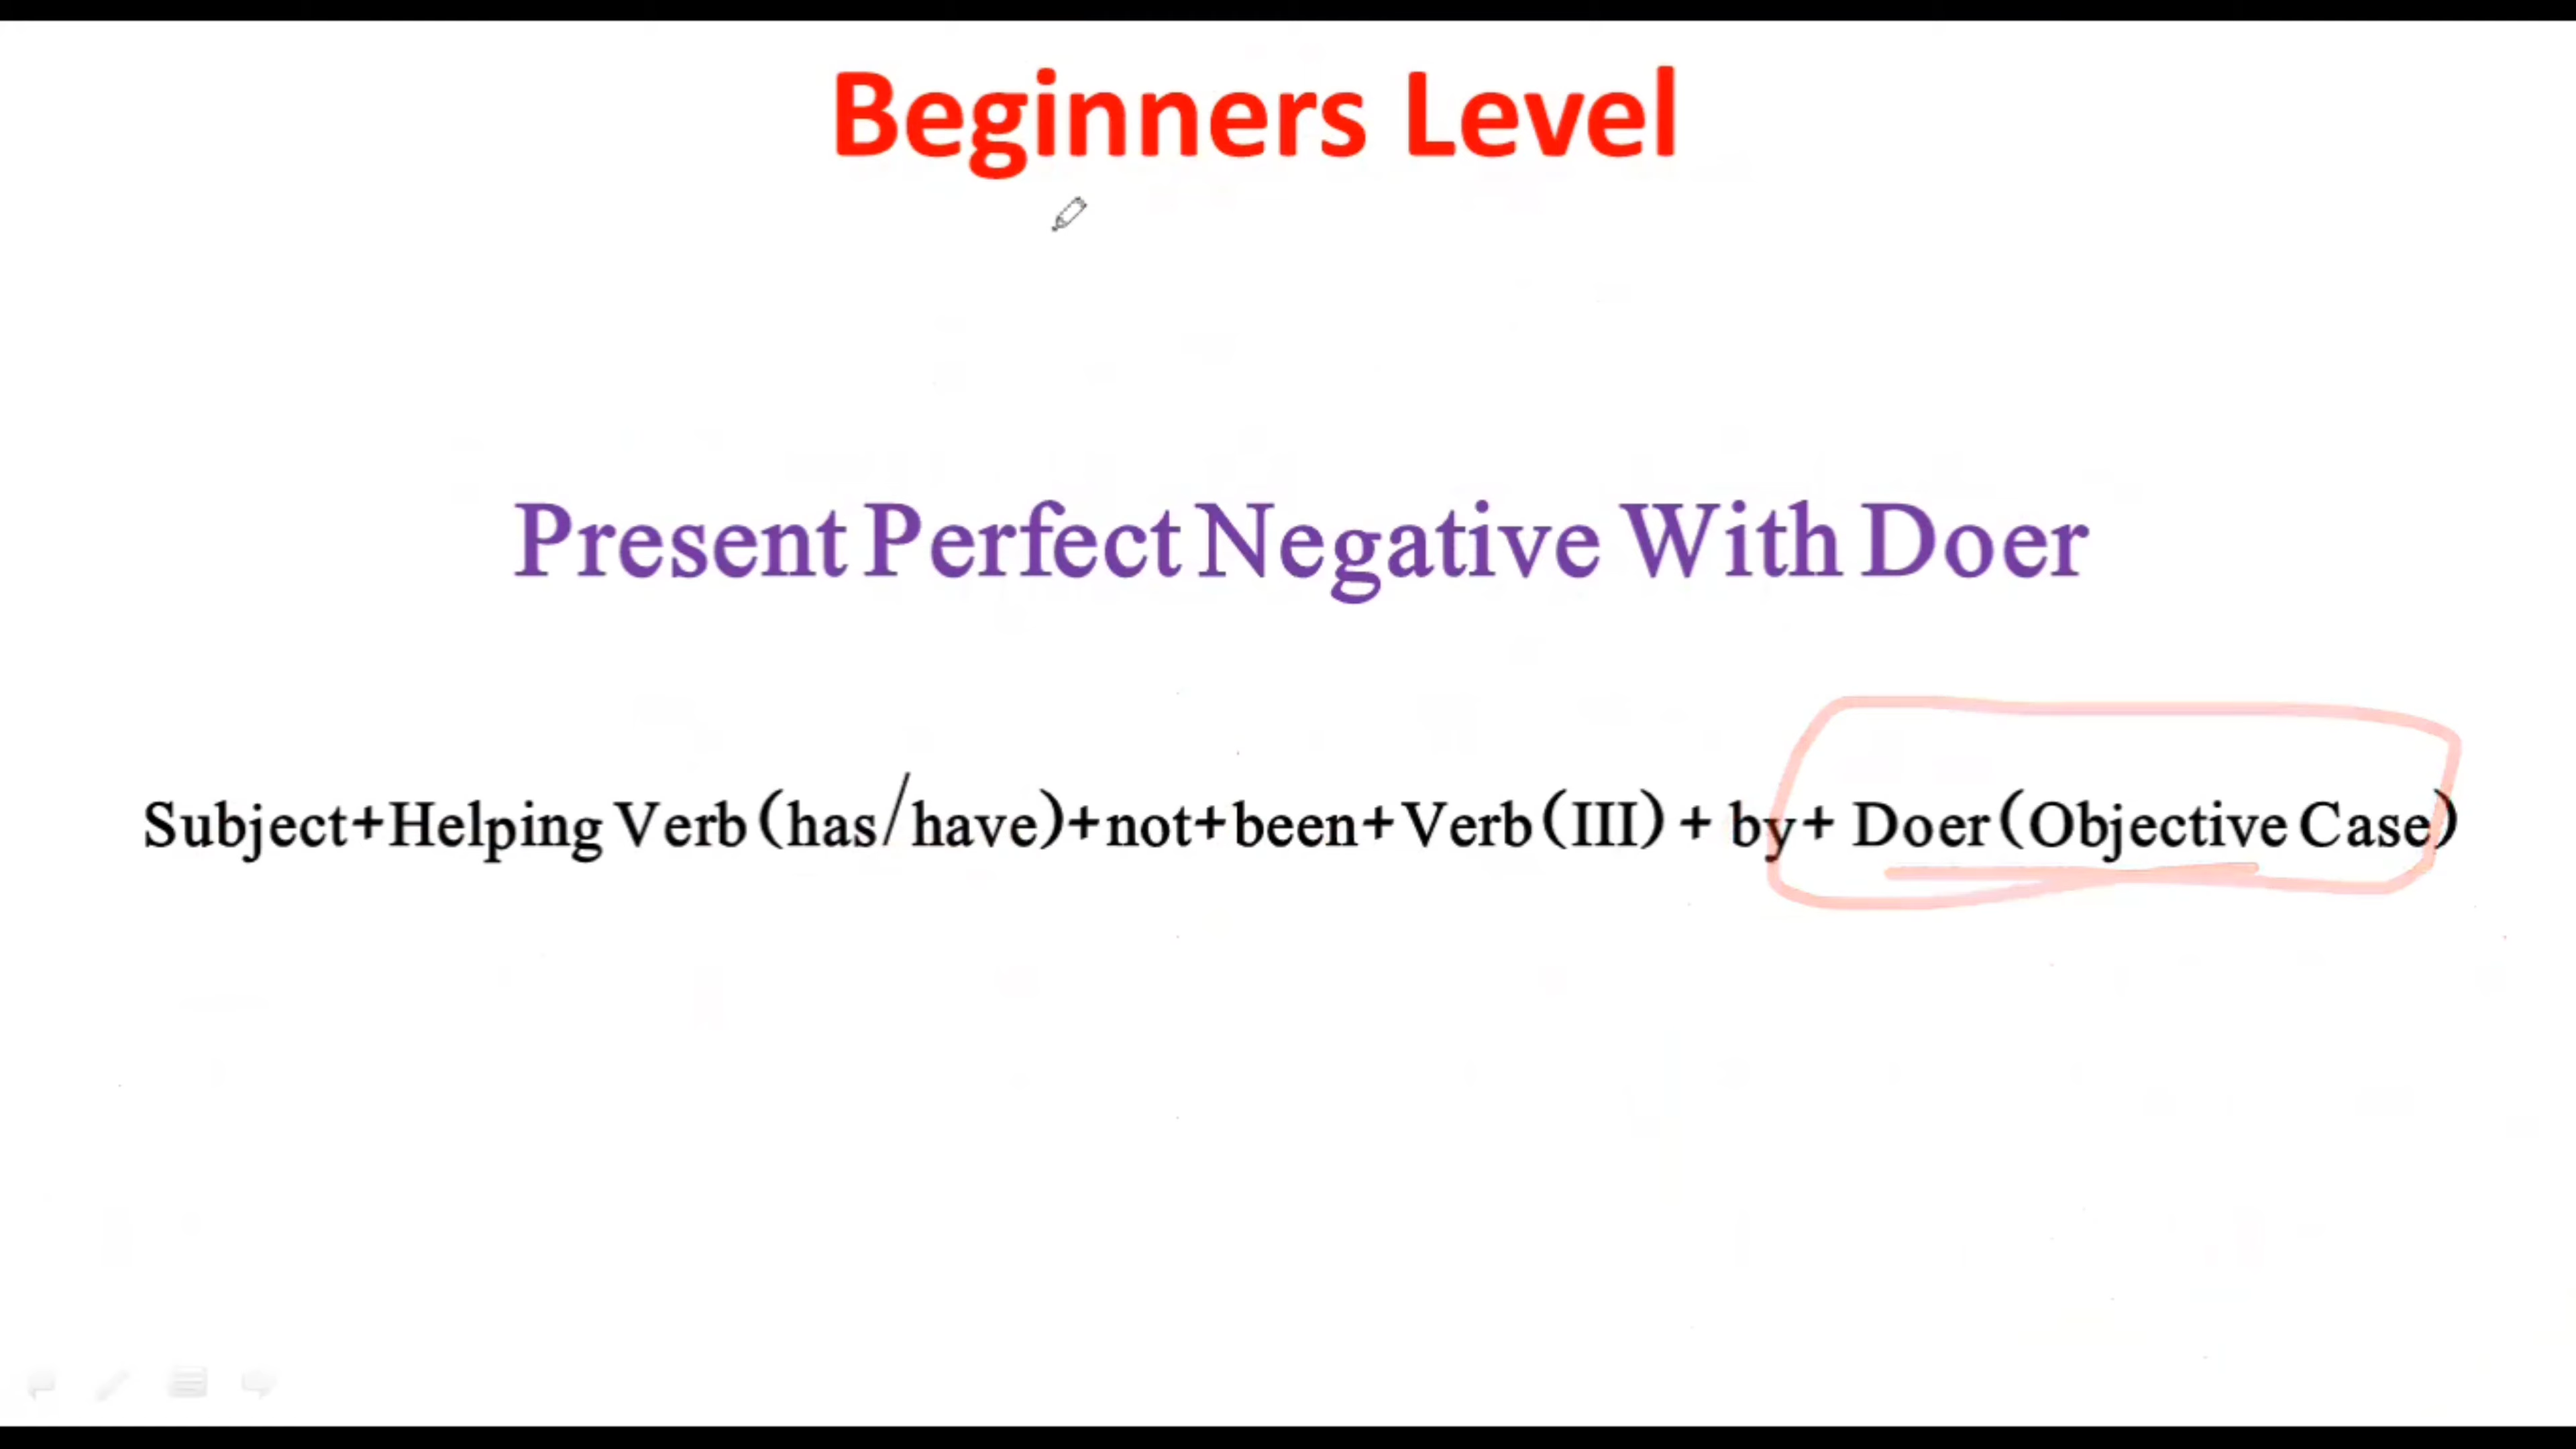 Beginners Level
Present Perfect Negative With Doer
Subject+Helping Verb(has/have)+not+been+Verb(III) + by+ Doer(Objective Case)